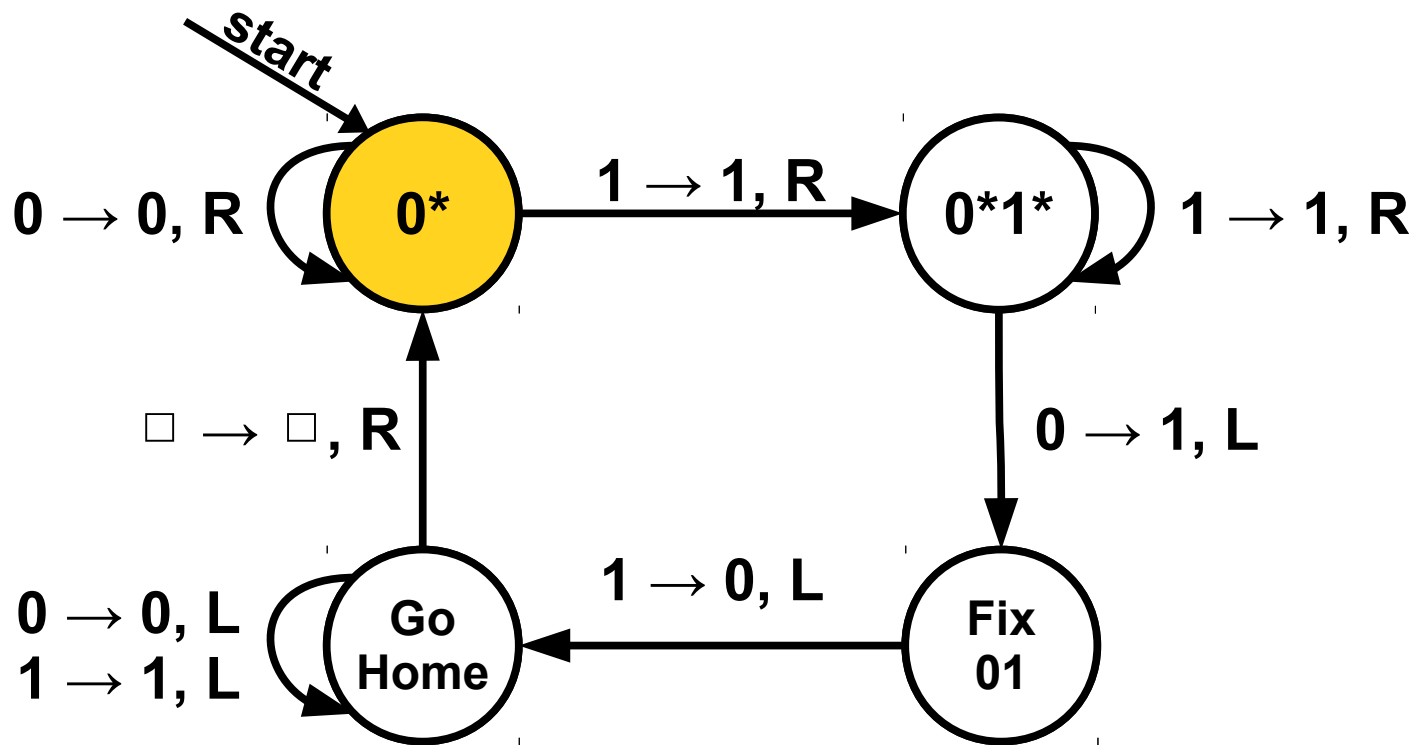 start
0 → 0, R
0*
1 → 1, R
0*1*
1 → 1, R
□ → □, R
0 → 1, L
0 → 0, L
1 → 1, L
Go
Home
1 → 0, L
Fix
01